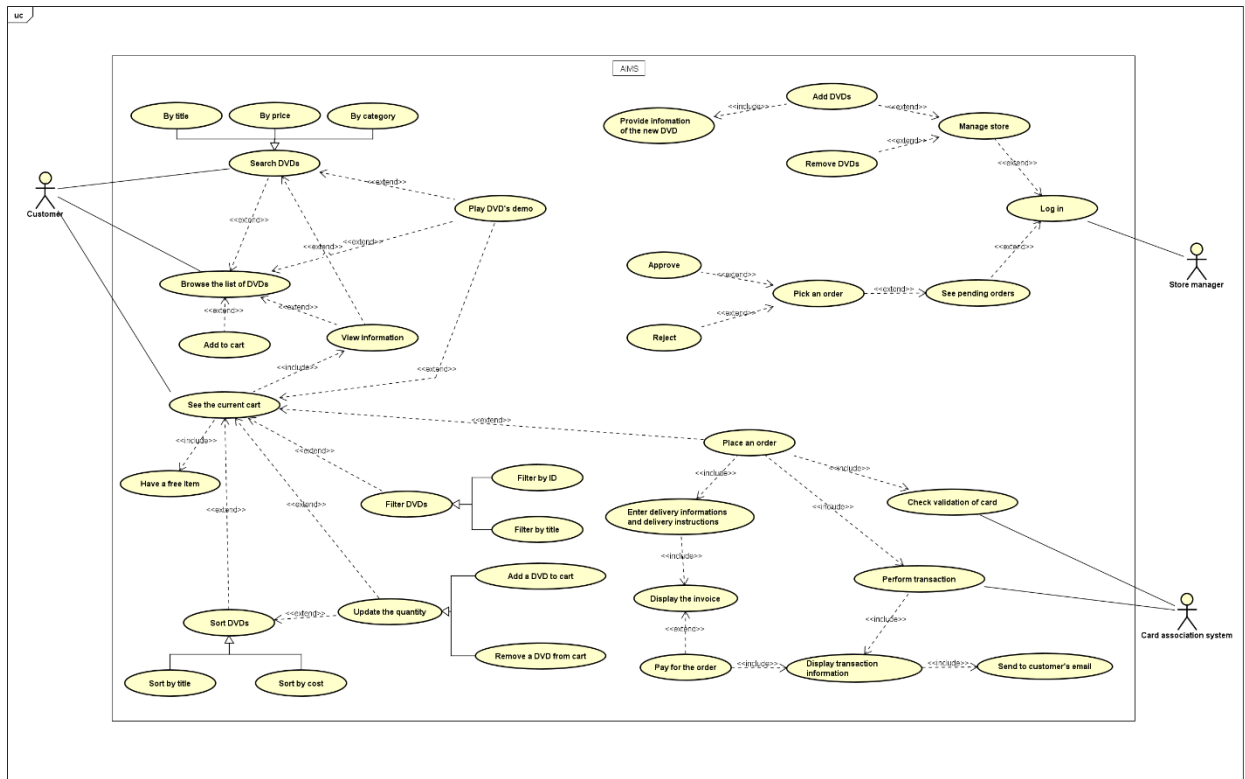 uc
AIMS
By title
By price
By category
Search DVDs
Customer
<<extend>>
Play DVD's demo
<<extend>>
<<extend>>
<<extend>>
Browse the list of DVDs
<<extend>>
<<extend>>
Add to cart
View information
<<include>>
<<extend>>
See the current cart
<<include>>
Have a free item
<<extend>>
<<extend>>
<<extend>>
Filter DVDs
Filter by ID
Filter by title
Add a DVD to cart
Update the quantity
Remove a DVD from cart
<<extend>>
Sort DVDs
Sort by title
Sort by cost
Add DVDs
<<include>>
Provide infomation
of the new DVD
<<extend>>
Manage store
Remove DVDs
<<extend>>
<<extend>>
Log in
Store manager
<<extend>>
Approve
<<extend>>
Pick an order
<<extend>>
See pending orders
Reject
<<extend>>
<<extend>>
Place an order
<<include>>
<<include>>
Check validation of card
Enter delivery informations
and delivery instructions
<<include>>
<<include>>
Perform transaction
Display the invoice
<<include>>
<<extend>>
Card association system
Pay for the order
<<include>>
Display transaction
information
<<include>>
Send to customer's email